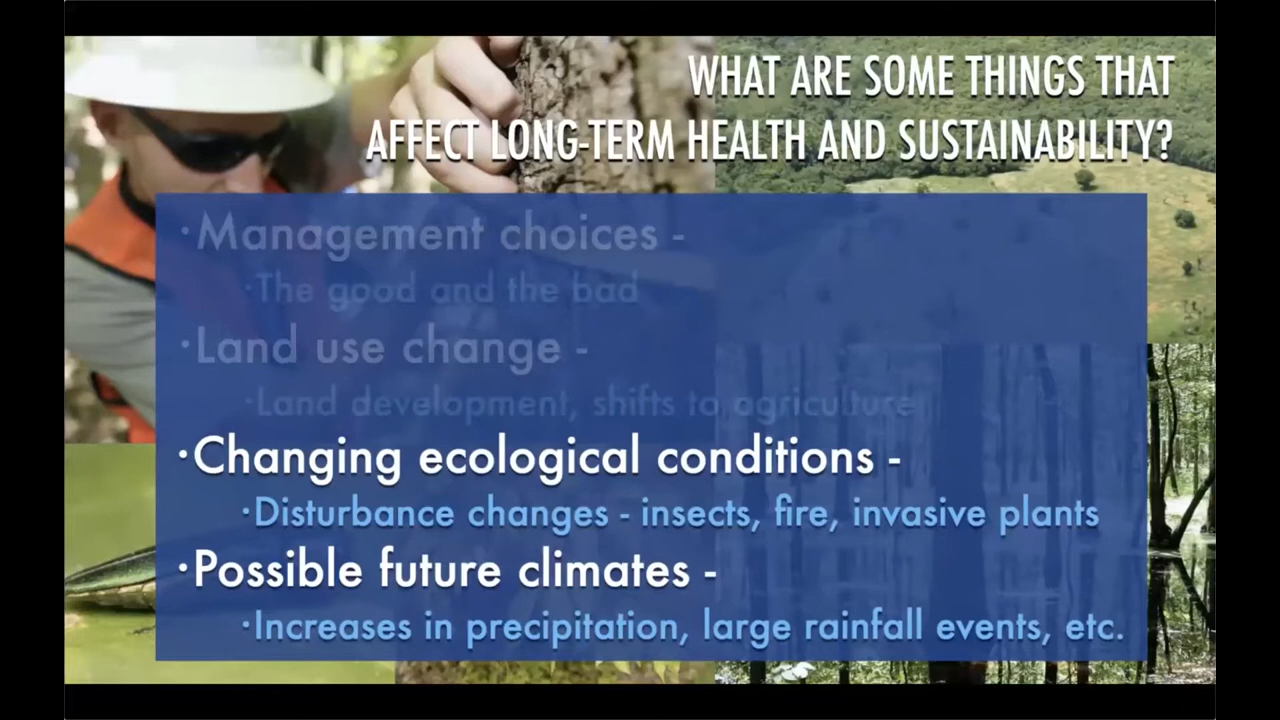 WHAT ARE SOME THINGS THAT
AFFECT LONG-TERM HEALTH AND SUSTAINABILITY?
·Management choices -
·The good and the bad
·Land use change -
·Land development, shifts to agriculture
·Changing ecological conditions -
·Disturbance changes - insects, fire, invasive plants
·Possible future climates -
·Increases in precipitation, large rainfall events, etc.